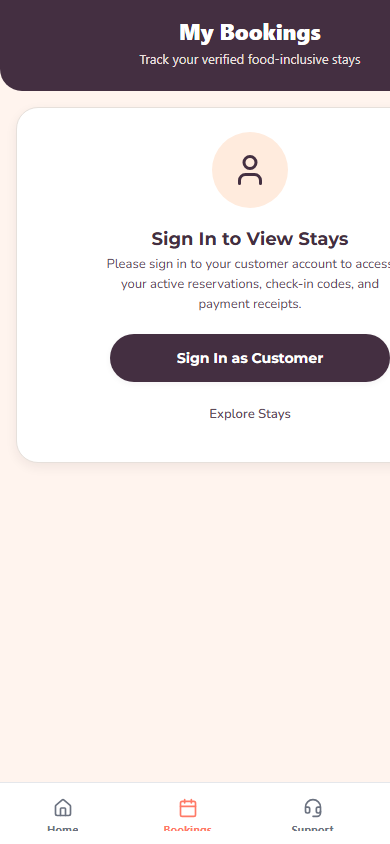 My Bookings
Track your verified food-inclusive stays
Sign In to View Stays
Please sign in to your customer account to access
your active reservations, check-in codes, and
payment receipts.
Sign In as Customer
Explore Stays
Home
Bookings
Support